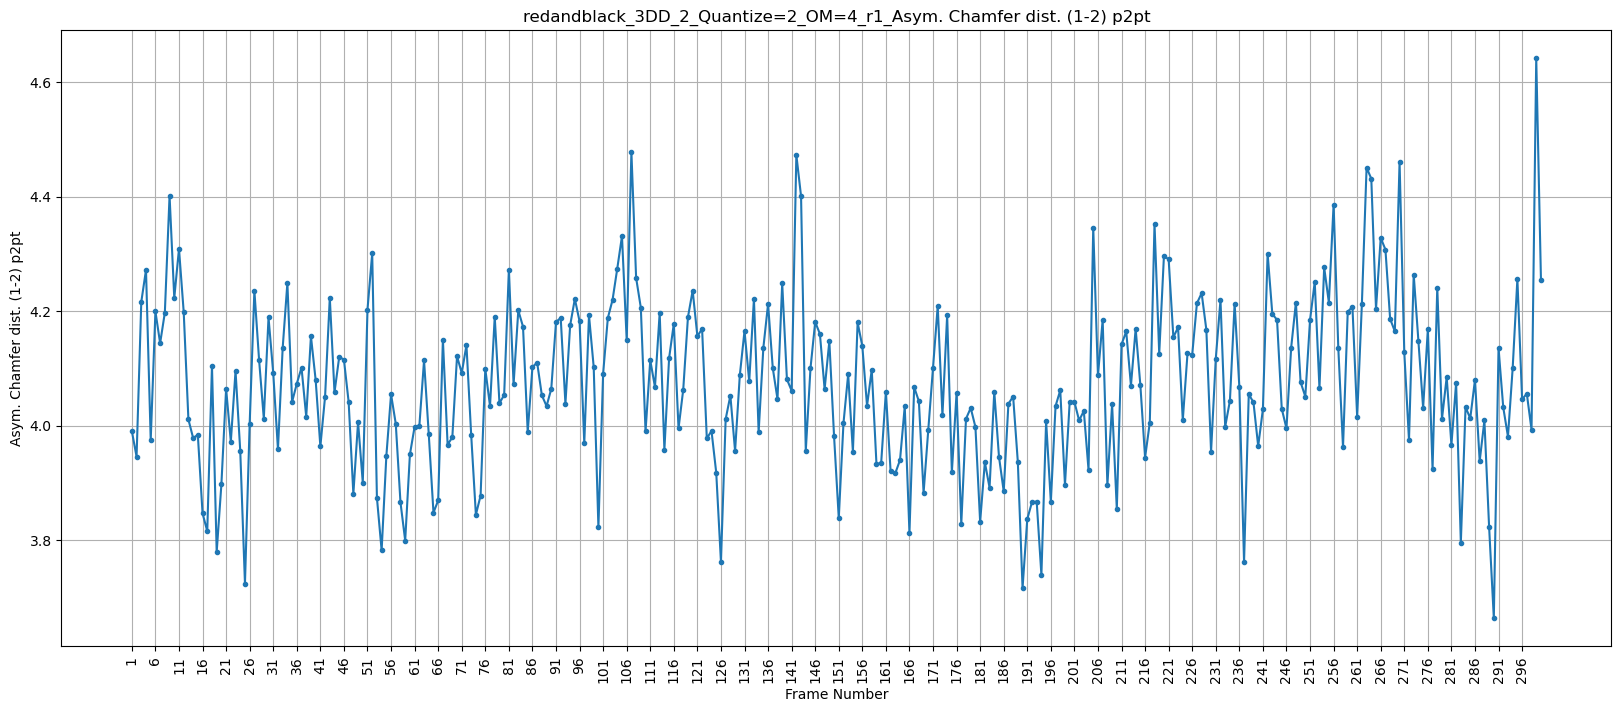 redandblack_3DD_2_Quantize=2_OM=4_r1_Asym. Chamfer dist. (1-2) p2pt
Asym. Chamfer dist. (1-2) p2pt
4.6
4.4
4.2
4.0
3.8
1 6 11 16 21 26 31 36 41 46 51 56 61 66 71 76 81 86 91 96 101 106 111 116 121 126 131 136 141 146 151 156 161 166 171 176 181 186 191 196 201 206 211 216 221 226 231 236 241 246 251 256 261 266 271 276 281 286 291 296
Frame Number